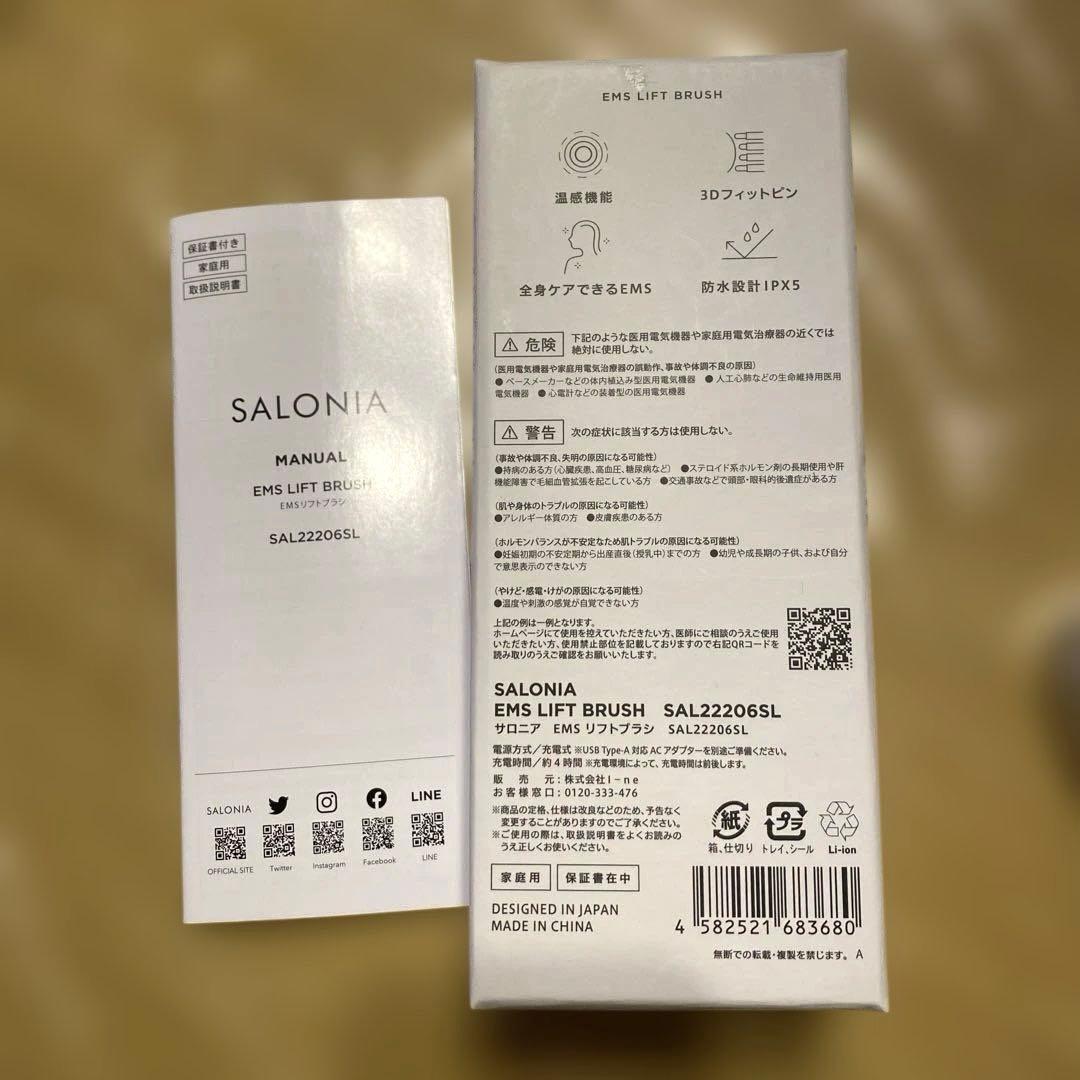 保証書付き
家庭用
取扱説明書
SALONIA
MANUAL
EMS LIFT BRUSH
EMSリフトブラシ
SAL22206SL
SALONIA
LINE
OFFICIAL SITE
Twitter
Instagram
Facebook
LINE
EMS LIFT BRUSH
温感機能
3Dフィットピン
全身ケアできるEMS
防水設計IPX5
危険
下記のような医用電気機器や家庭用電気治療器の近くでは
絶対に使用しない。
(医用電気機器や家庭用電気治療器の誤動作、事故や体調不良の原因)
●ペースメーカーなどの体内植込み型医用電気機器 ●人工心肺などの生命維持用医用
電気機器 ●心電計などの装着型の医用電気機器
警告
次の症状に該当する方は使用しない。
(事故や体調不良、失明の原因になる可能性)
●持病のある方(心臓疾患、高血圧、糖尿病など) ●ステロイド系ホルモン剤の長期使用や肝
機能障害で毛細血管拡張を起こしている方 ●交通事故などで頭部・眼科的後遺症がある方
(肌や身体のトラブルの原因になる可能性)
●アレルギー体質の方 ●皮膚疾患のある方
(ホルモンバランスが不安定なため肌トラブルの原因になる可能性)
●妊娠初期の不安定期から出産直後(授乳中)までの方 ●幼児や成長期の子供、および自分
で意思表示のできない方
(やけど・感電・けがの原因になる可能性)
●温度や刺激の感覚が自覚できない方
上記の例は一例となります。
ホームページにて使用を控えていただきたい方、医師にご相談のうえご使用
いただきたい方、使用禁止部位を記載しておりますので右記QRコードを
読み取りのうえご確認をお願いいたします。
SALONIA
EMS LIFT BRUSH SAL22206SL
サロニア EMS リフトブラシ SAL22206SL
電源方式/充電式 ※USB Type-A 対応 AC アダプターを別途ご準備ください。
充電時間/約4時間 ※充電環境によって、充電時間は前後します。
販売元:株式会社I-ne
お客様窓口:0120-333-476
※商品の定格、仕様は改良などのため、予告なく
変更することがありますのでご了承ください。
※ご使用の際は、取扱説明書をよくお読みの
うえ正しくお使いください。
紙
プラ
箱、仕切り
トレイ、シール
Li-ion
家庭用
保証書在中
DESIGNED IN JAPAN
MADE IN CHINA
4 582521 683680
無断での転載・複製を禁じます。 A